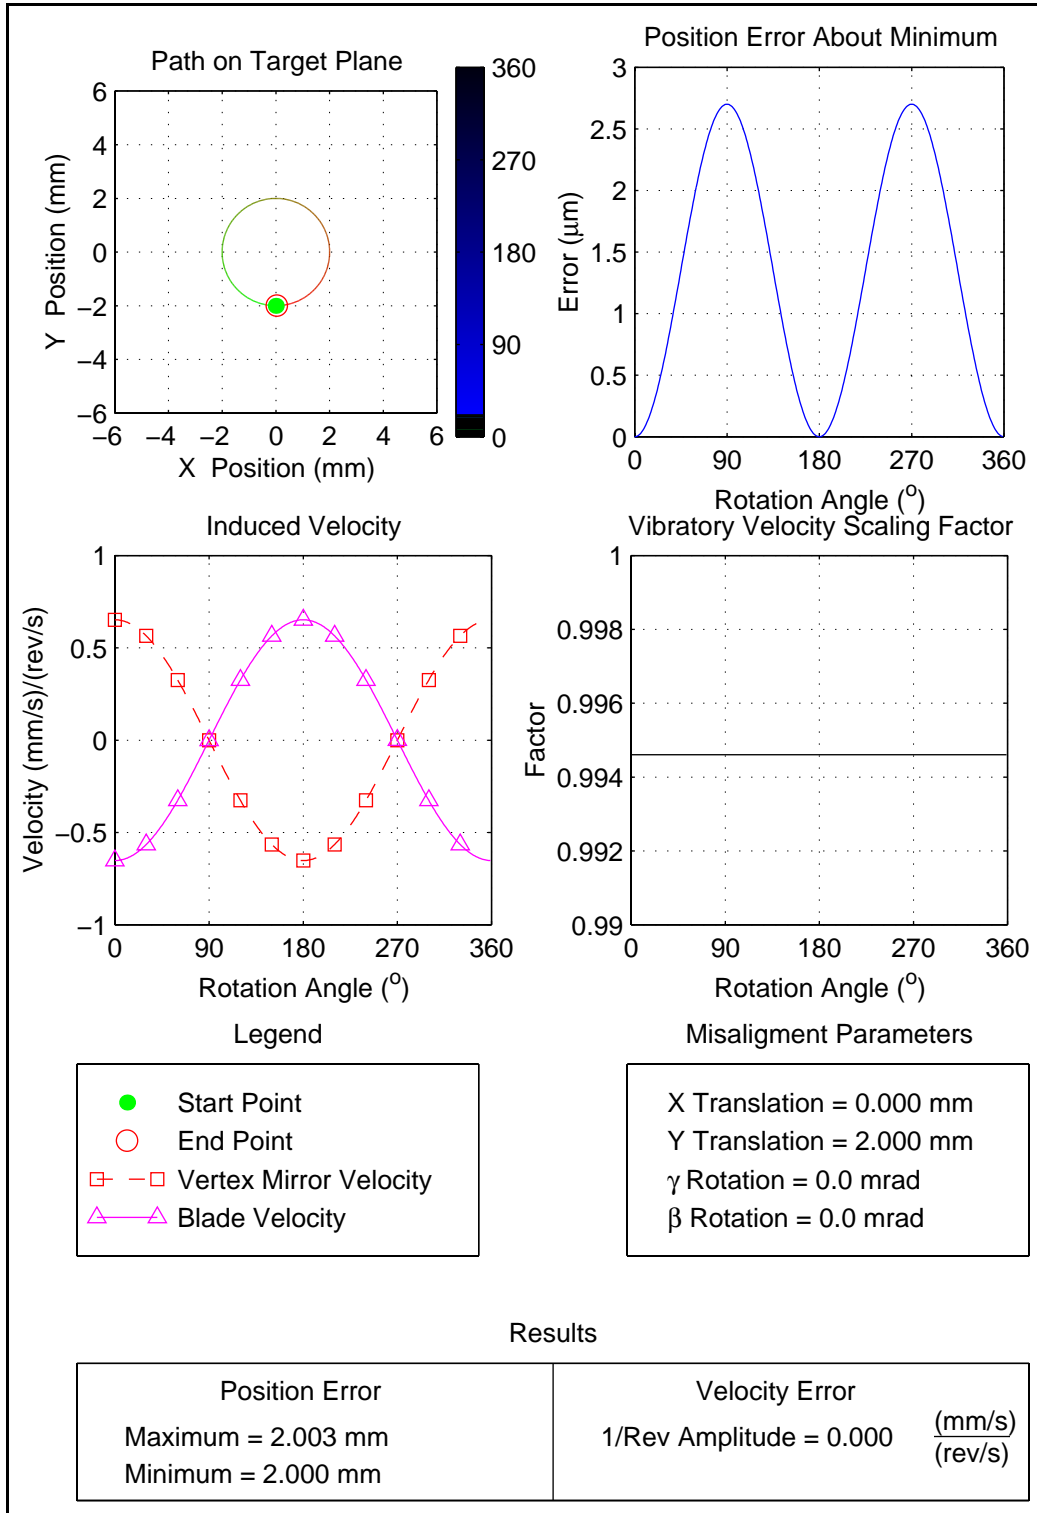 Path on Target Plane
6
4
2
0
−2
−4
−6
−6 −4 −2 0 2 4 6
X Position (mm)
Y Position (mm)
360
270
180
90
0
Position Error About Minimum
3
2.5
2
1.5
1
0.5
0
0 90 180 270 360
Error (μm)
Rotation Angle (o)
Induced Velocity
1
0.5
0
−0.5
−1
0 90 180 270 360
Velocity (mm/s)/(rev/s)
Rotation Angle (o)
Vibratory Velocity Scaling Factor
1
0.998
0.996
0.994
0.992
0.99
0 90 180 270 360
Factor
Rotation Angle (o)
Legend
Start Point
End Point
Vertex Mirror Velocity
Blade Velocity
Misaligment Parameters
X Translation = 0.000 mm
Y Translation = 2.000 mm
γ Rotation = 0.0 mrad
β Rotation = 0.0 mrad
Results
Position Error
Maximum = 2.003 mm
Minimum = 2.000 mm
Velocity Error
1/Rev Amplitude = 0.000 (mm/s)
(rev/s)